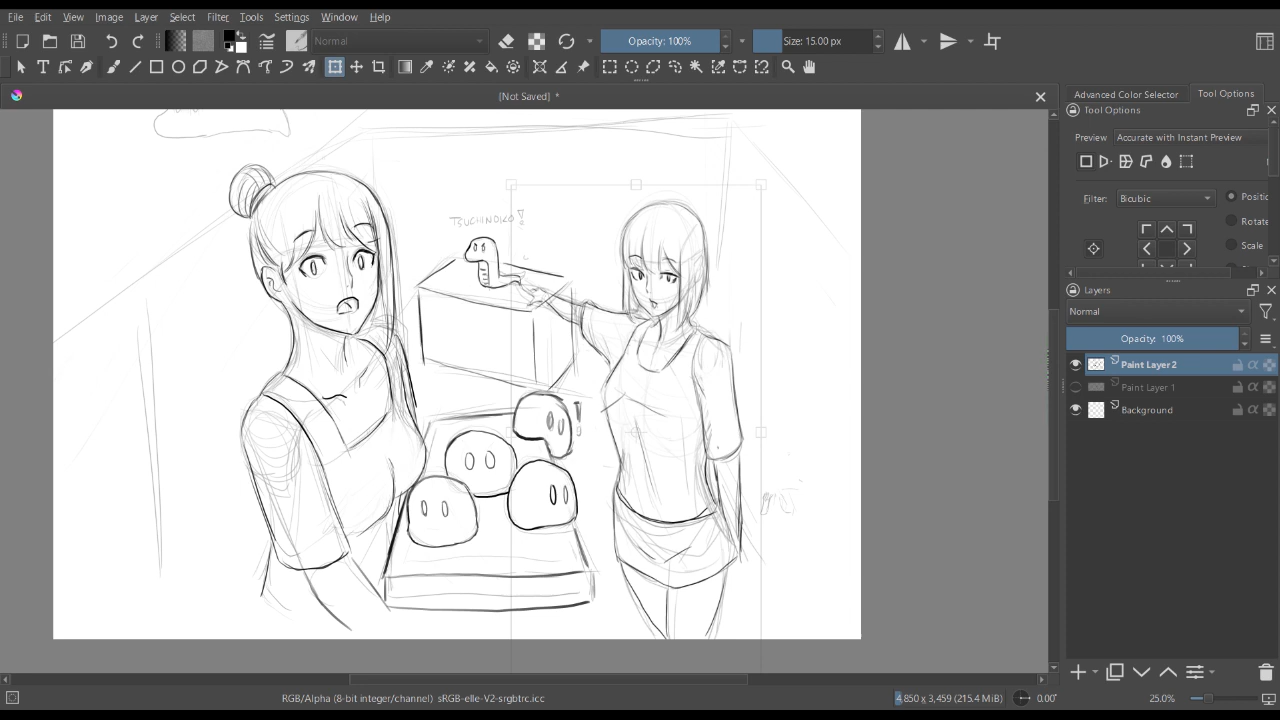 File Edit View Image Layer Select Filter Tools Settings Window Help
Normal Opacity: 100% Size: 15.00 px
[Not Saved] *
Advanced Color Selector Tool Options
Tool Options
Preview Accurate with Instant Preview
Filter: Bicubic
Positic
Rotate
Scale
Layers
Normal
Opacity: 100%
Paint Layer 2
Paint Layer 1
Background
TSUCHINOKO!
!
RGB/Alpha (8-bit integer/channel) sRGB-elle-V2-srgbtrc.icc
4,850 x 3,459 (215.4 MiB)
0.00°
25.0%